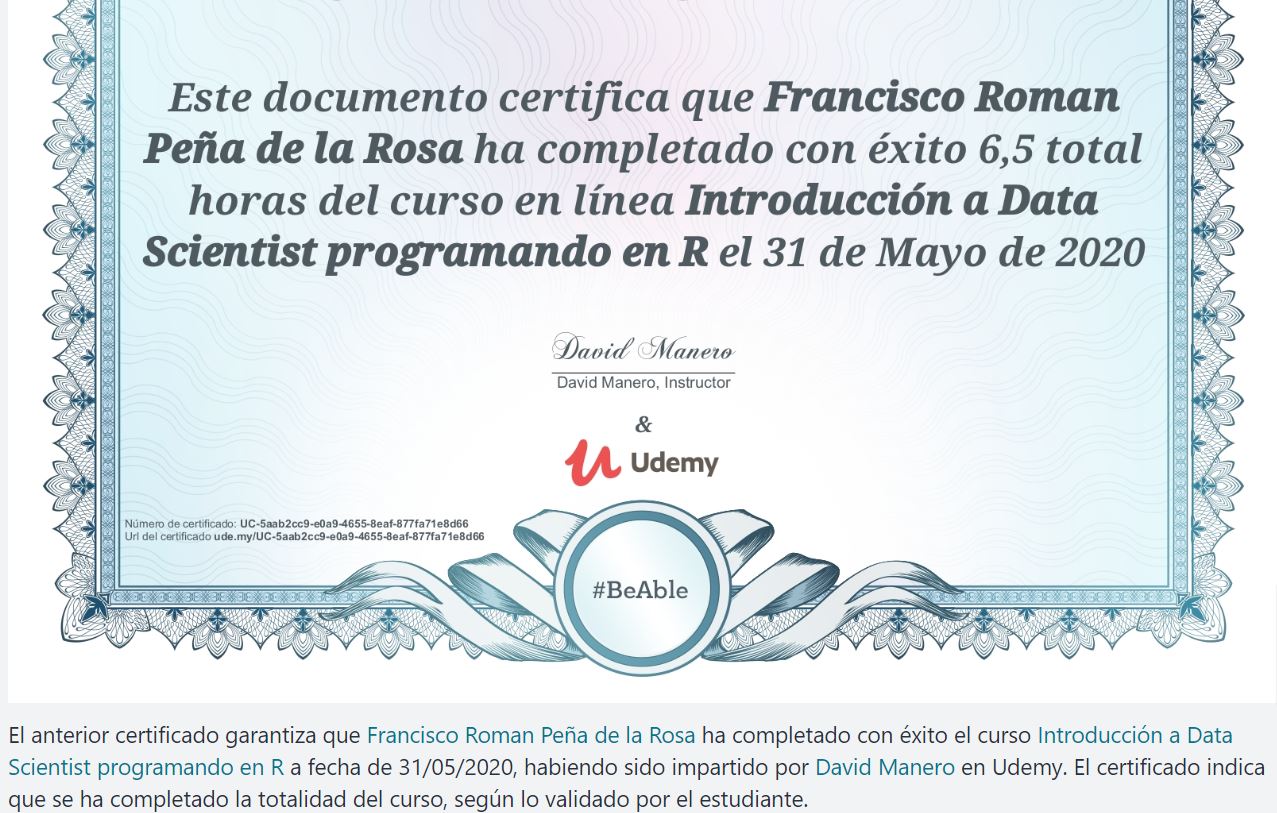 Este documento certifica que Francisco Roman
Peña de la Rosa ha completado con éxito 6,5 total
horas del curso en línea Introducción a Data
Scientist programando en R el 31 de Mayo de 2020
David Manero
David Manero, Instructor
&
Udemy
Número de certificado: UC-5aab2cc9-e0a9-4655-8eaf-877fa71e8d66
Url del certificado ude.my/UC-5aab2cc9-e0a9-4655-8eaf-877fa71e8d66
#BeAble
El anterior certificado garantiza que Francisco Roman Peña de la Rosa ha completado con éxito el curso Introducción a Data
Scientist programando en R a fecha de 31/05/2020, habiendo sido impartido por David Manero en Udemy. El certificado indica
que se ha completado la totalidad del curso, según lo validado por el estudiante.